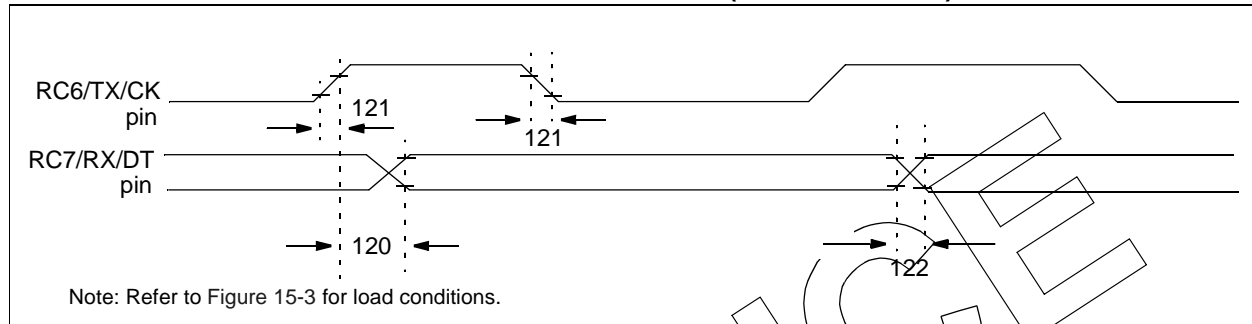 RC6/TX/CK
pin
121
121
RC7/RX/DT
pin
120
122
Note: Refer to Figure 15-3 for load conditions.